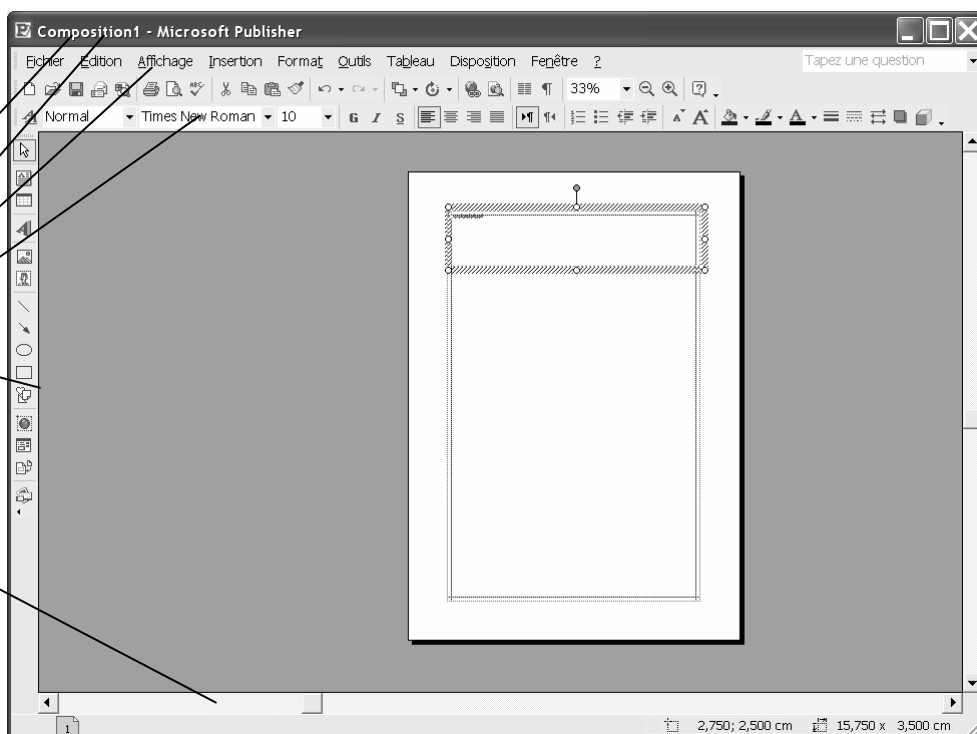 Composition1 - Microsoft Publisher
Fichier Edition Affichage Insertion Format Outils Tableau Disposition Fenêtre ? Tapez une question
33%
Normal Times New Roman 10 G I S
1 2,750; 2,500 cm 15,750 x 3,500 cm